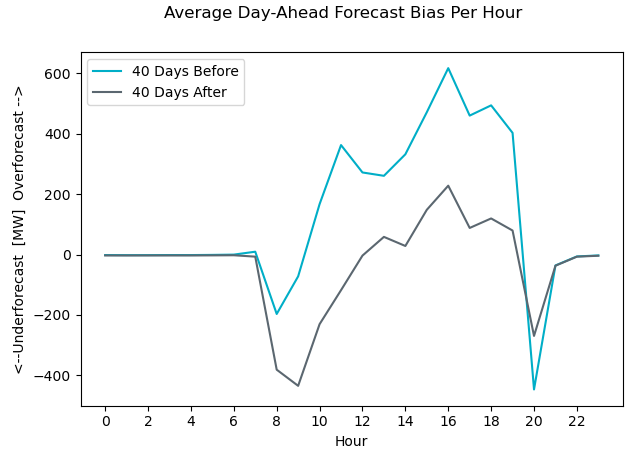 Average Day-Ahead Forecast Bias Per Hour
40 Days Before
40 Days After
<--Underforecast  [MW]  Overforecast -->
600
400
200
0
−200
−400
0 2 4 6 8 10 12 14 16 18 20 22
Hour